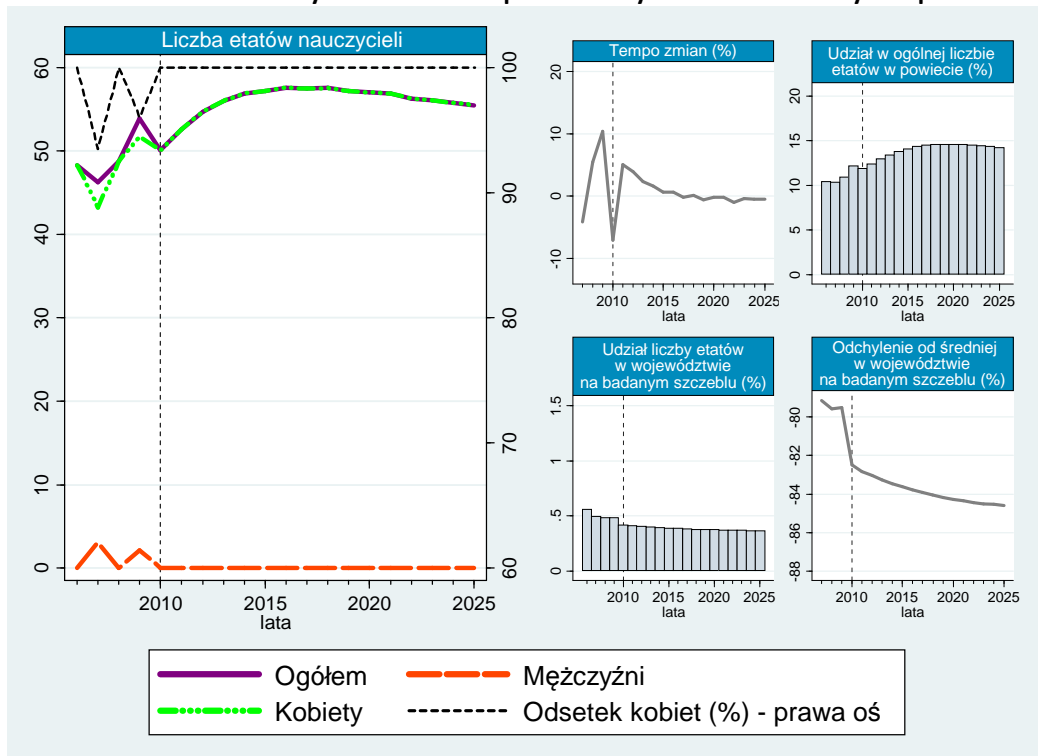 Liczba etatów nauczycieli
0
10
20
30
40
50
60
60
70
80
90
100
2010
2015
2020
2025
lata
Tempo zmian (%)
-10
0
10
20
2010
2015
2020
2025
lata
Udział w ogólnej liczbie
etatów w powiecie (%)
0
5
10
15
20
2010
2015
2020
2025
lata
Udział liczby etatów
w województwie
na badanym szczeblu (%)
0
.5
1
1.5
2010
2015
2020
2025
lata
Odchylenie od średniej
w województwie
na badanym szczeblu (%)
-88
-86
-84
-82
-80
2010
2015
2020
2025
lata
Ogółem
Mężczyźni
Kobiety
Odsetek kobiet (%) - prawa oś